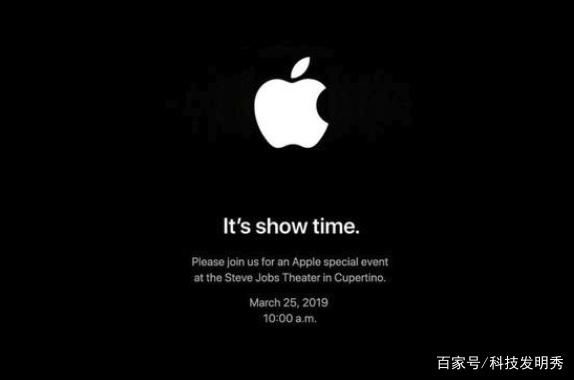 It's show time.
Please join us for an Apple special event
at the Steve Jobs Theater in Cupertino.
March 25, 2019
10:00 a.m.
百家号/科技发明秀